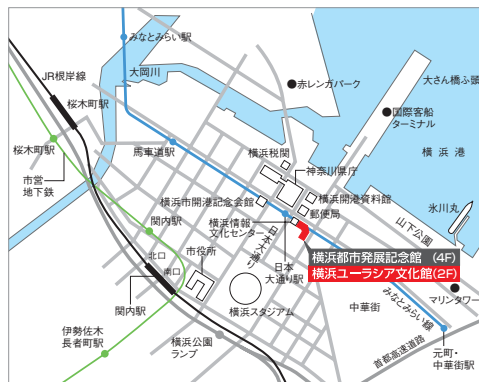 みなとみらい駅
大岡川
JR根岸線
桜木町駅
赤レンガパーク
大さん橋ふ頭
国際客船
ターミナル
桜木町駅
馬車道駅
横浜税関
神奈川県庁
横浜港
市営
地下鉄
横浜市開港記念会館
横浜開港資料館
郵便局
氷川丸
関内駅
横浜情報
文化センター
山下公園
日本大通り
北口
市役所
南口
日本
大通り駅
横浜都市発展記念館 (4F)
横浜ユーラシア文化館(2F)
マリンタワー
関内駅
横浜スタジアム
中華街
みなとみらい線
伊勢佐木
長者町駅
横浜公園
ランプ
首都高速道路
元町・
中華街駅